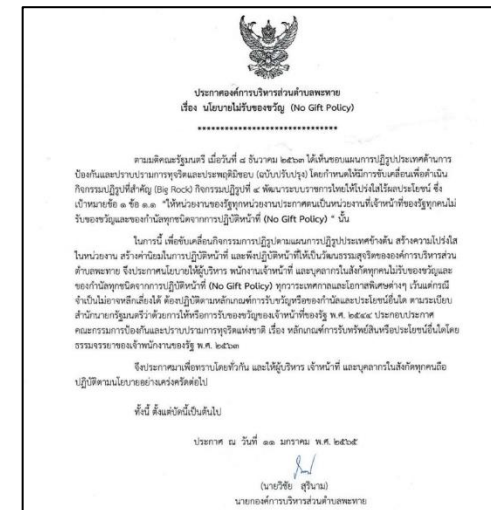 ประกาศองค์การบริหารส่วนตำบลพะทาย
เรื่อง นโยบายไม่รับของขวัญ (No Gift Policy)
*******************************
ตามมติคณะรัฐมนตรี เมื่อวันที่ ๘ ธันวาคม ๒๕๖๓ ได้เห็นชอบแผนการปฏิรูปประเทศด้านการ
ป้องกันและปราบปรามการทุจริตและประพฤติมิชอบ (ฉบับปรับปรุง) โดยกำหนดให้มีการขับเคลื่อนเพื่อดำเนิน
กิจกรรมปฏิรูปที่สำคัญ (Big Rock) กิจกรรมปฏิรูปที่ ๔ พัฒนาระบบราชการไทยให้โปร่งใสไร้ผลประโยชน์ ซึ่ง
เป้าหมายข้อ ๑ ข้อ ๑.๑ "ให้หน่วยงานของรัฐทุกหน่วยงานประกาศตนเป็นหน่วยงานที่เจ้าหน้าที่ของรัฐทุกคนไม่
รับของขวัญและของกำนัลทุกชนิดจากการปฏิบัติหน้าที่ (No Gift Policy) " นั้น
ในการนี้ เพื่อขับเคลื่อนกิจกรรมการปฏิรูปตามแผนการปฏิรูปประเทศข้างต้น สร้างความโปร่งใส
ในหน่วยงาน สร้างค่านิยมในการปฏิบัติหน้าที่ และพึงปฏิบัติหน้าที่ให้เป็นวัฒนธรรมสุจริตขององค์การบริหารส่วน
ตำบลพะทาย จึงประกาศนโยบายให้ผู้บริหาร พนักงานเจ้าหน้าที่ และบุคลากรในสังกัดทุกคนไม่รับของขวัญและ
ของกำนัลทุกชนิดจากการปฏิบัติหน้าที่ (No Gift Policy) ทุกวาระเทศกาลและโอกาสพิเศษต่างๆ เว้นแต่กรณี
จำเป็นไม่อาจหลีกเลี่ยงได้ ต้องปฏิบัติตามหลักเกณฑ์การรับขวัญหรือของกำนัลและประโยชน์อื่นใด ตามระเบียบ
สำนักนายกรัฐมนตรีว่าด้วยการให้หรือการรับของขวัญของเจ้าหน้าที่ของรัฐ พ.ศ. ๒๕๔๔ ประกอบประกาศ
คณะกรรมการป้องกันและปราบปรามการทุจริตแห่งชาติ เรื่อง หลักเกณฑ์การรับทรัพย์สินหรือประโยชน์อื่นใดโดย
ธรรมจรรยาของเจ้าพนักงานของรัฐ พ.ศ. ๒๕๖๓
จึงประกาศมาเพื่อทราบโดยทั่วกัน และให้ผู้บริหาร เจ้าหน้าที่ และบุคลากรในสังกัดทุกคนถือ
ปฏิบัติตามนโยบายอย่างเคร่งครัดต่อไป
ทั้งนี้ ตั้งแต่บัดนี้เป็นต้นไป
ประกาศ ณ วันที่ ๑๑ มกราคม พ.ศ. ๒๕๖๕
(นายวิชัย สุรินาม)
นายกองค์การบริหารส่วนตำบลพะทาย